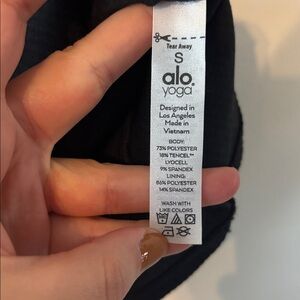 Tear Away
S
alo.
yoga
Designed in
Los Angeles
Made in
Vietnam
BODY:
73% POLYESTER
18% TENCEL™
LYOCELL
9% SPANDEX
LINING:
86% POLYESTER
14% SPANDEX
WASH WITH
LIKE COLORS